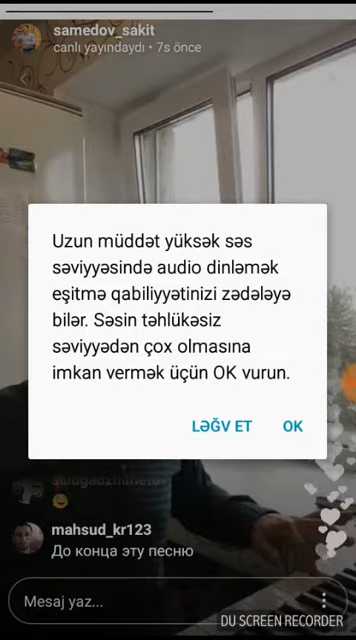 samedov_sakit
canlı yayındaydı • 7s önce
Uzun müddət yüksək səs
səviyyəsində audio dinləmək
eşitmə qabiliyyətinizi zədələyə
bilər. Səsin təhlükəsiz
səviyyədən çox olmasına
imkan vermək üçün OK vurun.
LƏĞV ET OK
mahsud_kr123
До конца эту песню
Mesaj yaz...
DU SCREEN RECORDER